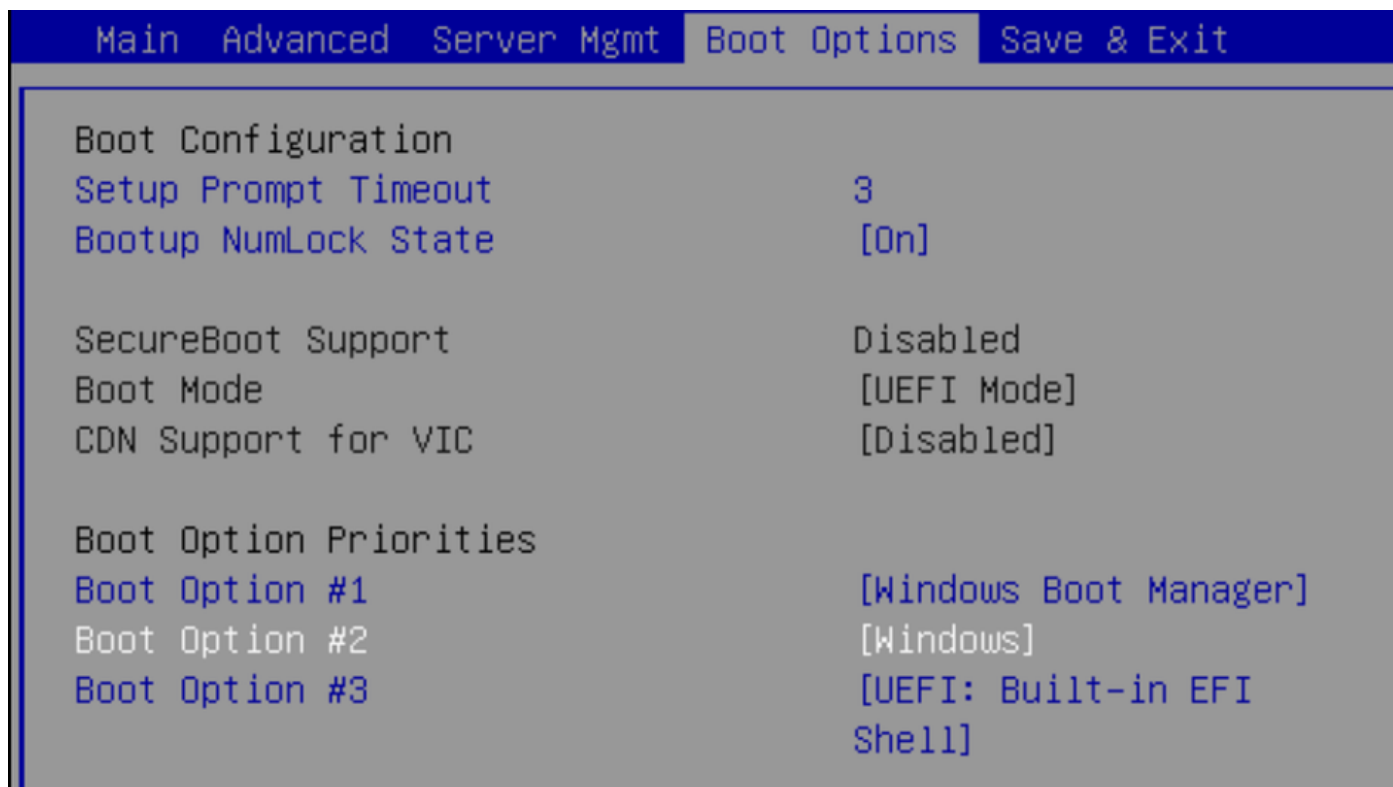 Main Advanced Server Mgmt Boot Options Save & Exit
Boot Configuration
Setup Prompt Timeout 3
Bootup NumLock State [On]
SecureBoot Support Disabled
Boot Mode [UEFI Mode]
CDN Support for VIC [Disabled]
Boot Option Priorities
Boot Option #1 [Windows Boot Manager]
Boot Option #2 [Windows]
Boot Option #3 [UEFI: Built-in EFI
Shell]